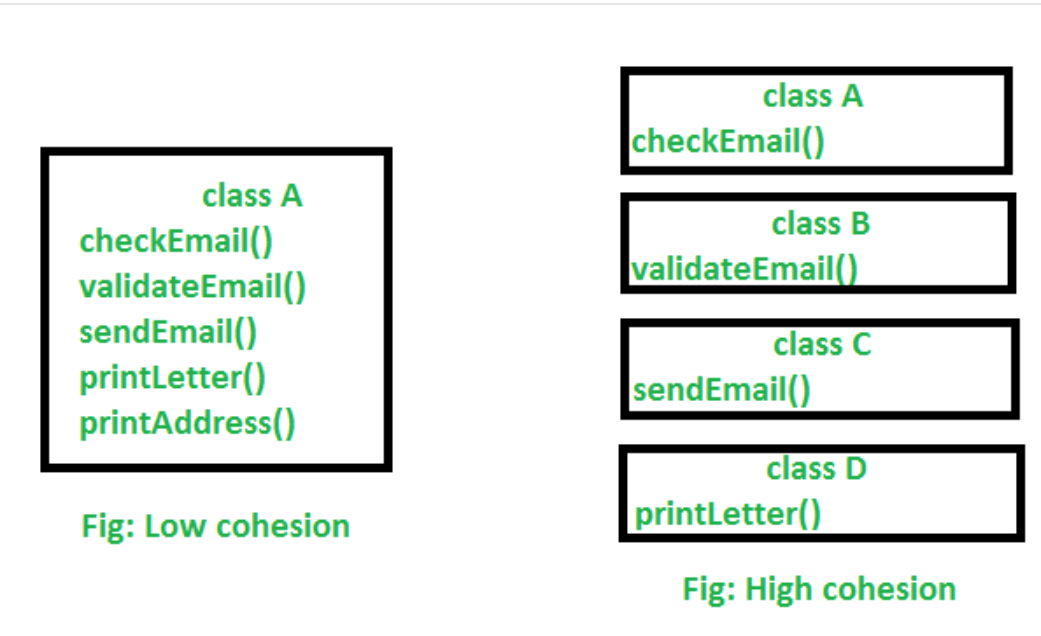 class A
checkEmail()
validateEmail()
sendEmail()
printLetter()
printAddress()
Fig: Low cohesion
class A
checkEmail()
class B
validateEmail()
class C
sendEmail()
class D
printLetter()
Fig: High cohesion